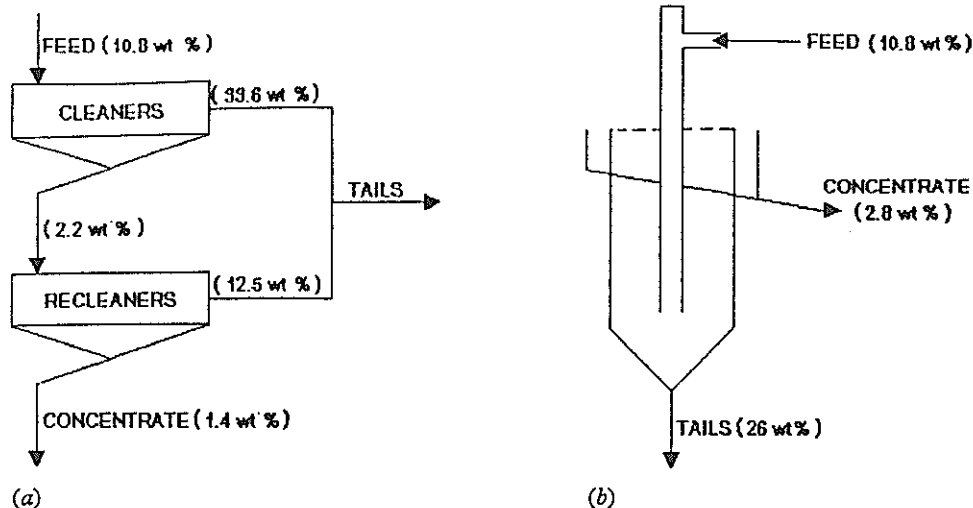 FEED (10.8 wt %)
CLEANERS
(33.6 wt %)
TAILS
(2.2 wt %)
RECLEANERS
(12.5 wt %)
CONCENTRATE (1.4 wt %)
(a)
FEED (10.8 wt %)
CONCENTRATE
(2.8 wt %)
TAILS (26 wt %)
(b)